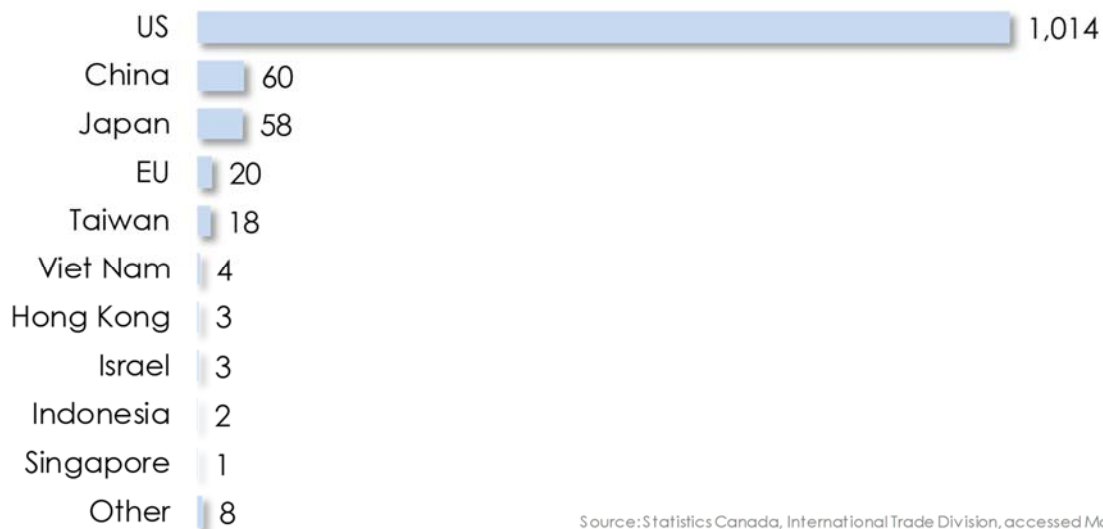 US 1,014
China 60
Japan 58
EU 20
Taiwan 18
Viet Nam 4
Hong Kong 3
Israel 3
Indonesia 2
Singapore 1
Other 8
Source: Statistics Canada, International Trade Division, accessed